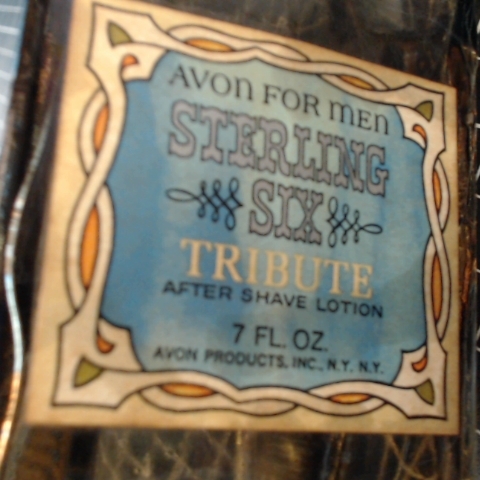 AVON FOR MEN
STERLING
SIX
TRIBUTE
AFTER SHAVE LOTION
7 FL. OZ.
AVON PRODUCTS, INC., N.Y. N.Y.